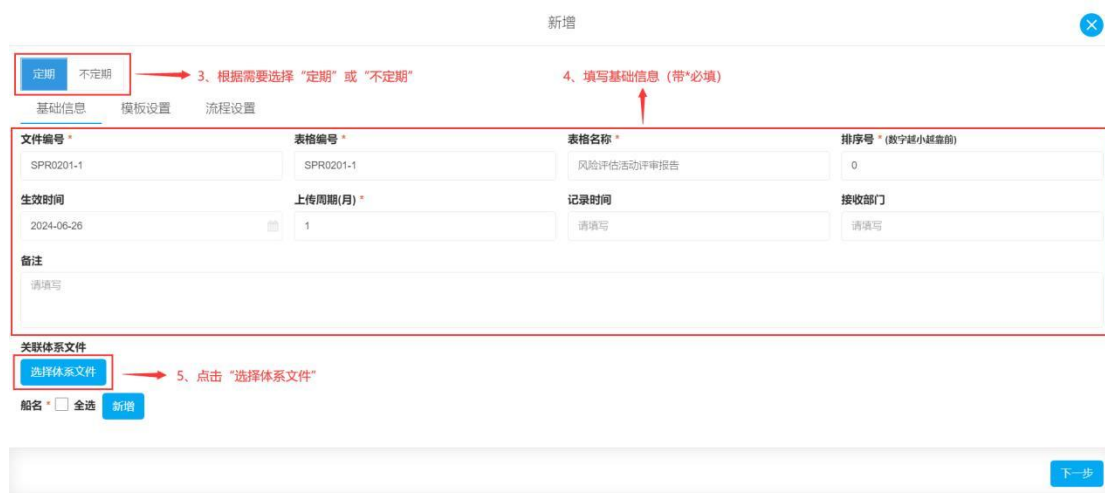 新增
定期 不定期 3、根据需要选择“定期”或“不定期” 4、填写基础信息（带*必填）
基础信息 模板设置 流程设置
文件编号 * 表格编号 * 表格名称 * 排序号 * (数字越小越靠前)
SPR0201-1 SPR0201-1 风险评估活动评审报告 0
生效时间 上传周期(月) * 记录时间 接收部门
2024-06-26 1 请填写 请填写
备注
请填写
关联体系文件
选择体系文件 5、点击“选择体系文件”
船名 * 全选 新增
下一步